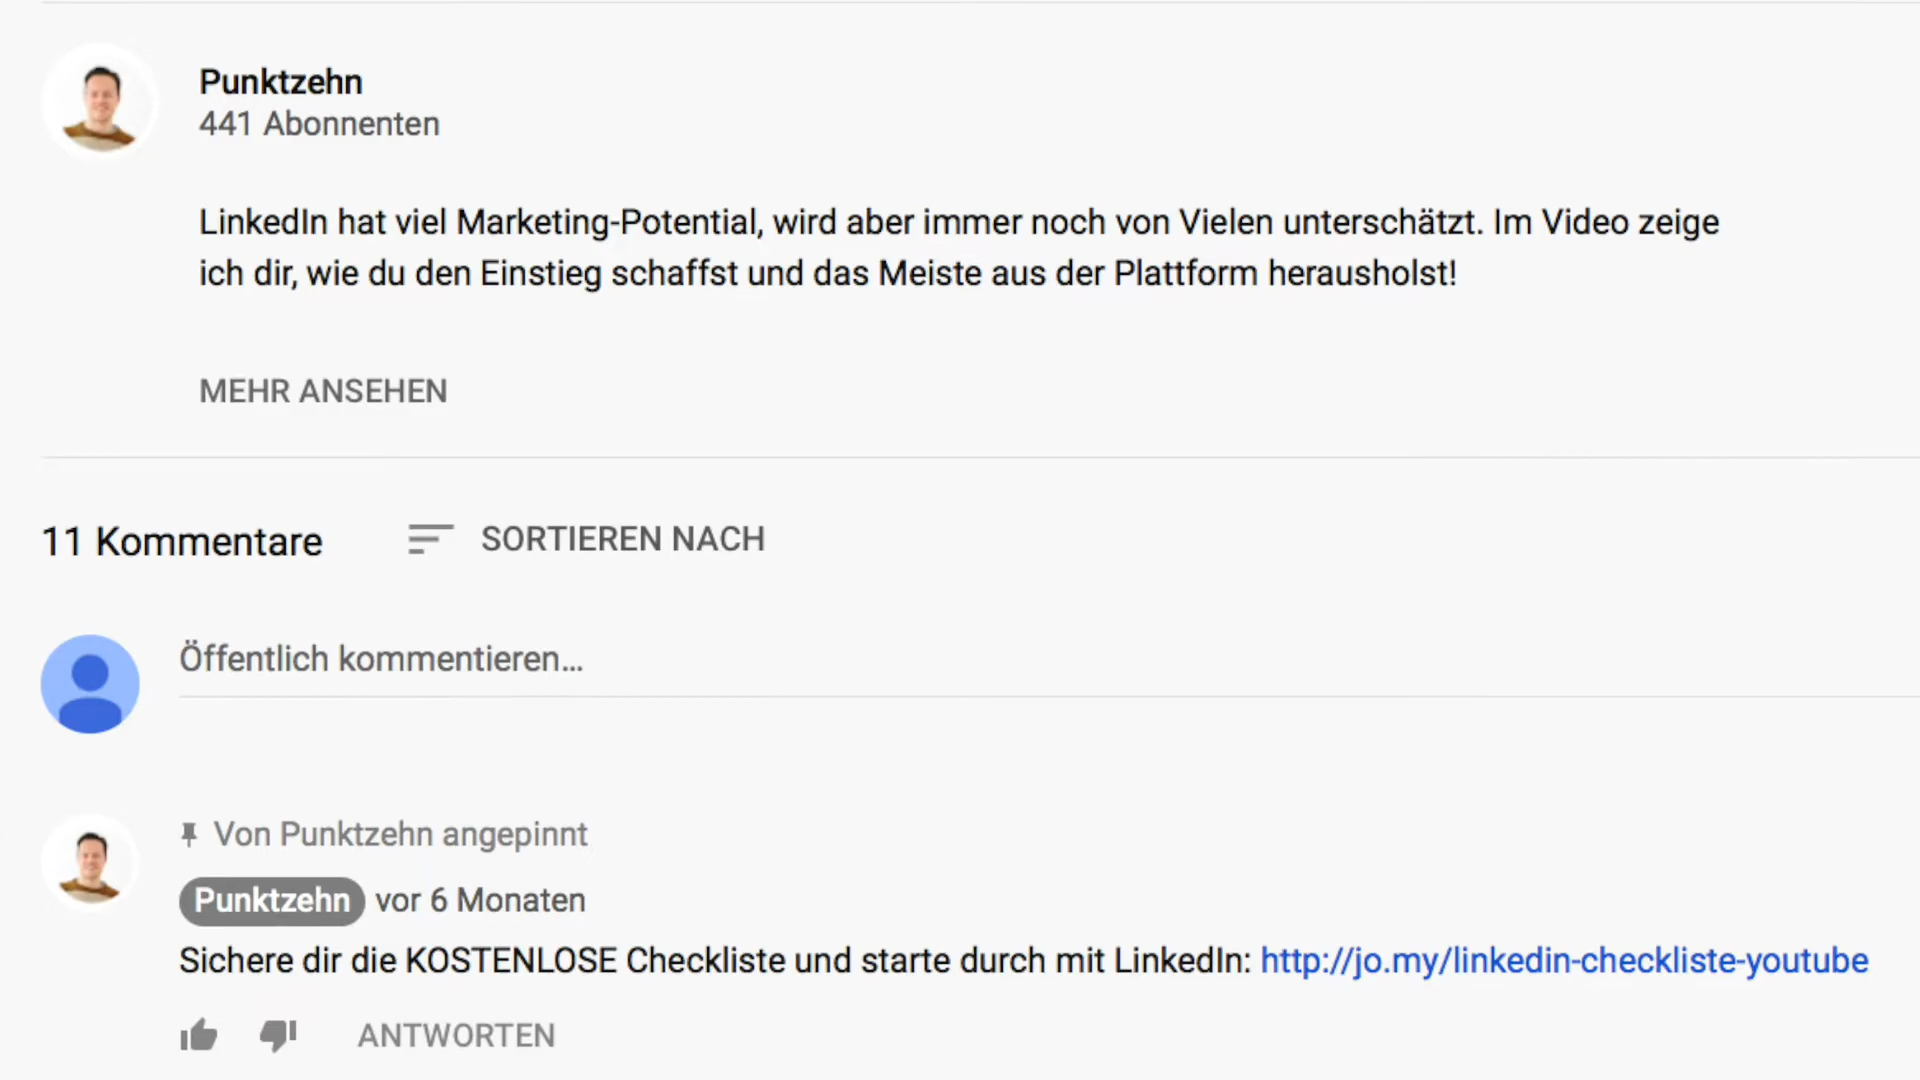 Punktzehn
441 Abonnenten
LinkedIn hat viel Marketing-Potential, wird aber immer noch von Vielen unterschätzt. Im Video zeige
ich dir, wie du den Einstieg schaffst und das Meiste aus der Plattform herausholst!
MEHR ANSEHEN
11 Kommentare SORTIEREN NACH
Öffentlich kommentieren...
Von Punktzehn angepinnt
Punktzehn vor 6 Monaten
Sichere dir die KOSTENLOSE Checkliste und starte durch mit LinkedIn: http://jo.my/linkedin-checkliste-youtube
ANTWORTEN